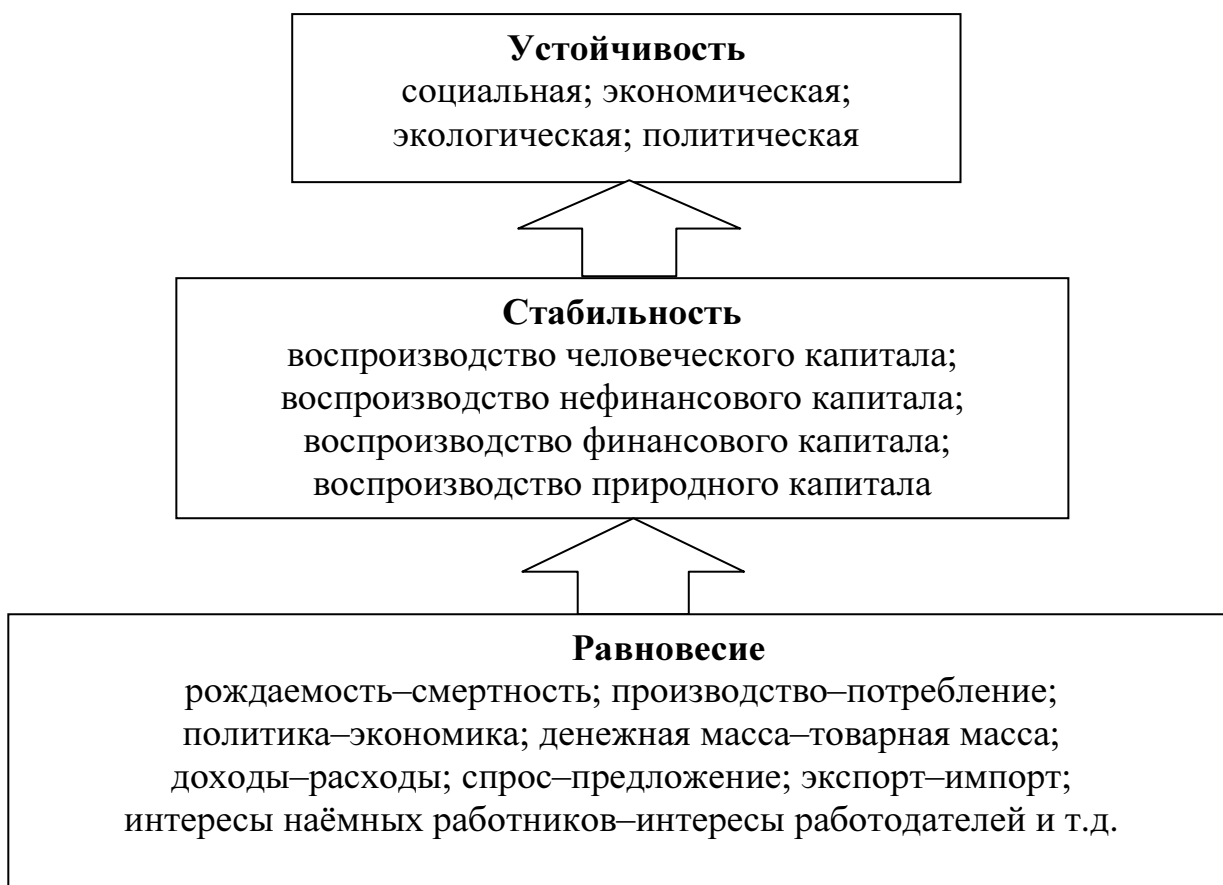 Устойчивость
социальная; экономическая;
экологическая; политическая
Стабильность
воспроизводство человеческого капитала;
воспроизводство нефинансового капитала;
воспроизводство финансового капитала;
воспроизводство природного капитала
Равновесие
рождаемость–смертность; производство–потребление;
политика–экономика; денежная масса–товарная масса;
доходы–расходы; спрос–предложение; экспорт–импорт;
интересы наёмных работников–интересы работодателей и т.д.